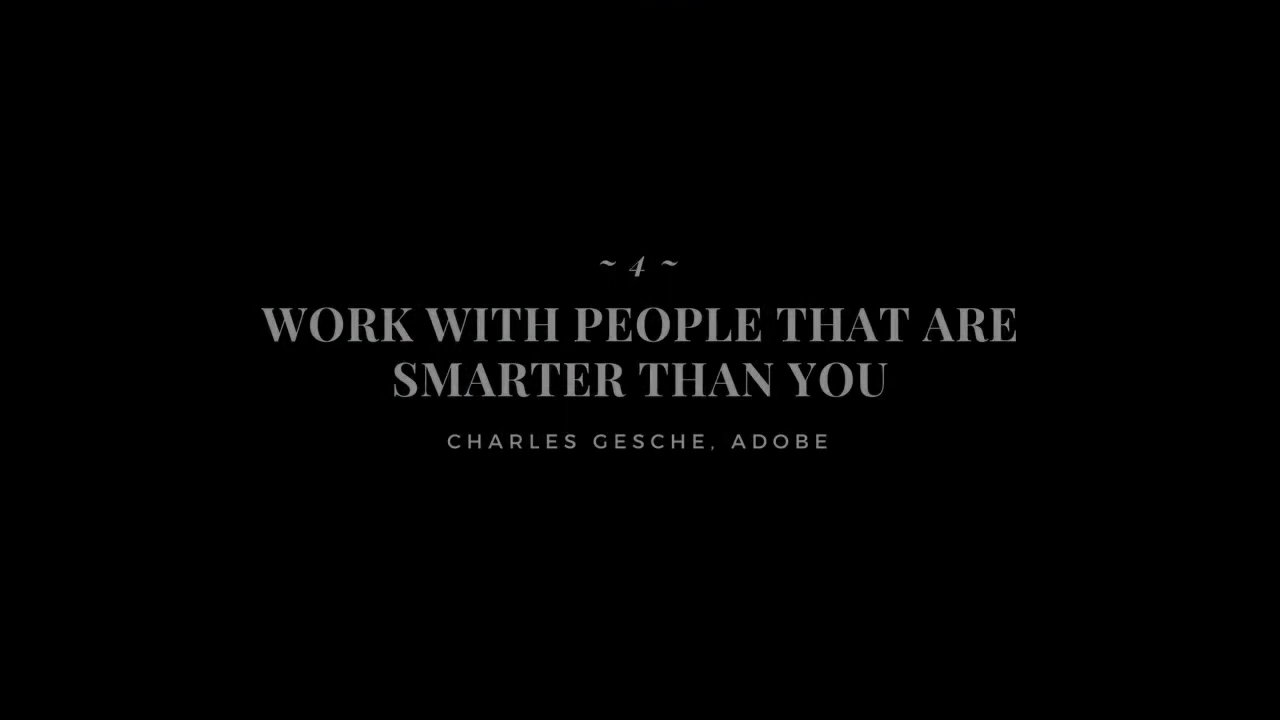 ~ 4 ~
WORK WITH PEOPLE THAT ARE
SMARTER THAN YOU
CHARLES GESCHE, ADOBE